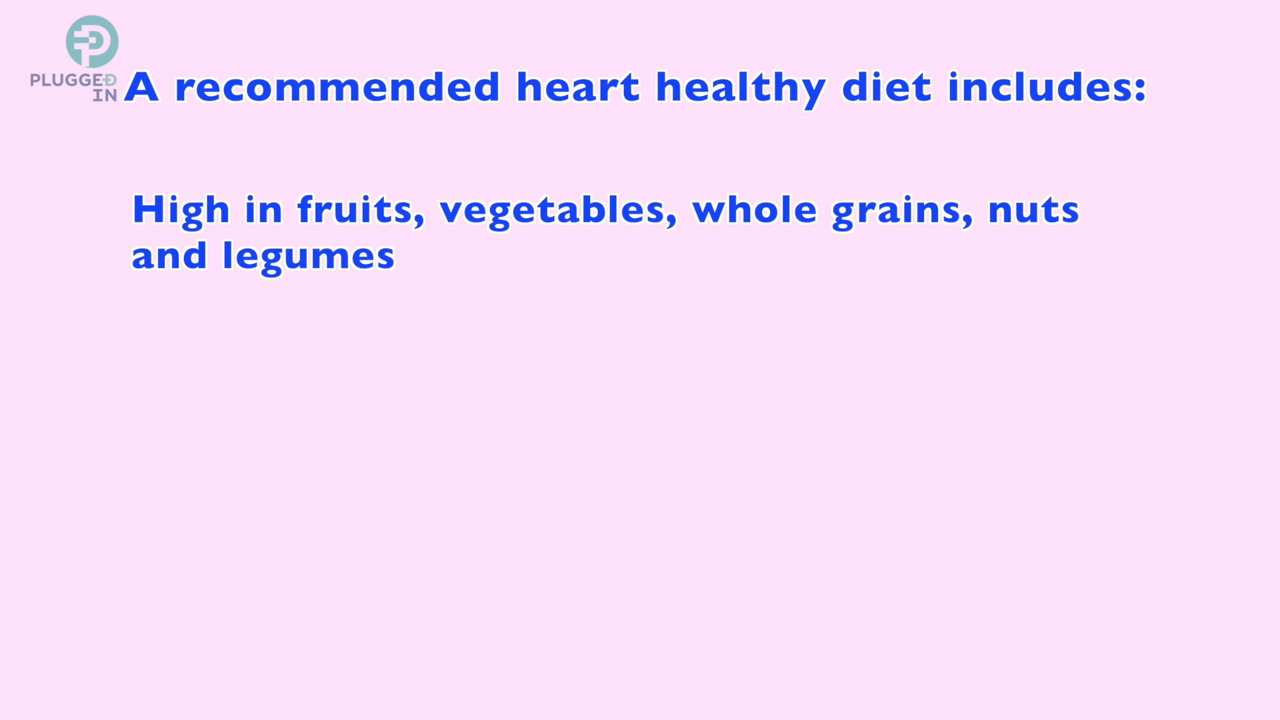 PLUGGED
IN
A recommended heart healthy diet includes:
High in fruits, vegetables, whole grains, nuts
and legumes